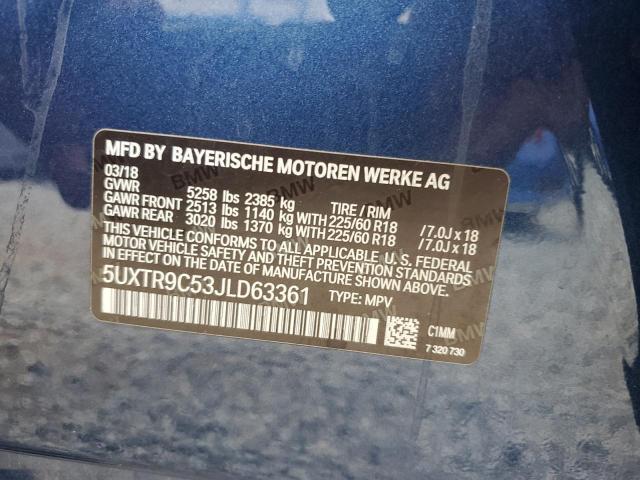 MFD BY BAYERISCHE MOTOREN WERKE AG
03/18
GVWR 5258 lbs 2385 kg TIRE / RIM
GAWR FRONT 2513 lbs 1140 kg WITH 225/60 R18 /7.0J x 18
GAWR REAR 3020 lbs 1370 kg WITH 225/60 R18 /7.0J x 18
THIS VEHICLE CONFORMS TO ALL APPLICABLE U.S. FEDERAL
MOTOR VEHICLE SAFETY, BUMPER, AND THEFT PREVENTION
STANDARDS IN EFFECT ON THE DATE OF MANUFACTURE SHOWN ABOVE.
5UXTR9C53JLD63361 TYPE: MPV
C1MM
7 320 730